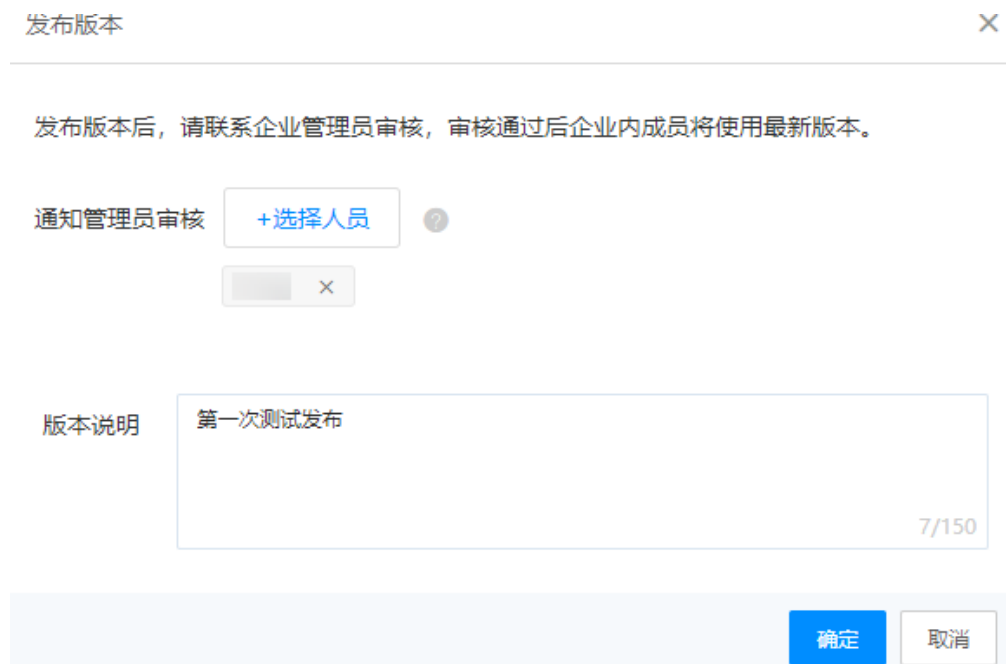 发布版本
发布版本后，请联系企业管理员审核，审核通过后企业内成员将使用最新版本。
通知管理员审核 +选择人员 ?
版本说明 第一次测试发布
7/150
确定 取消